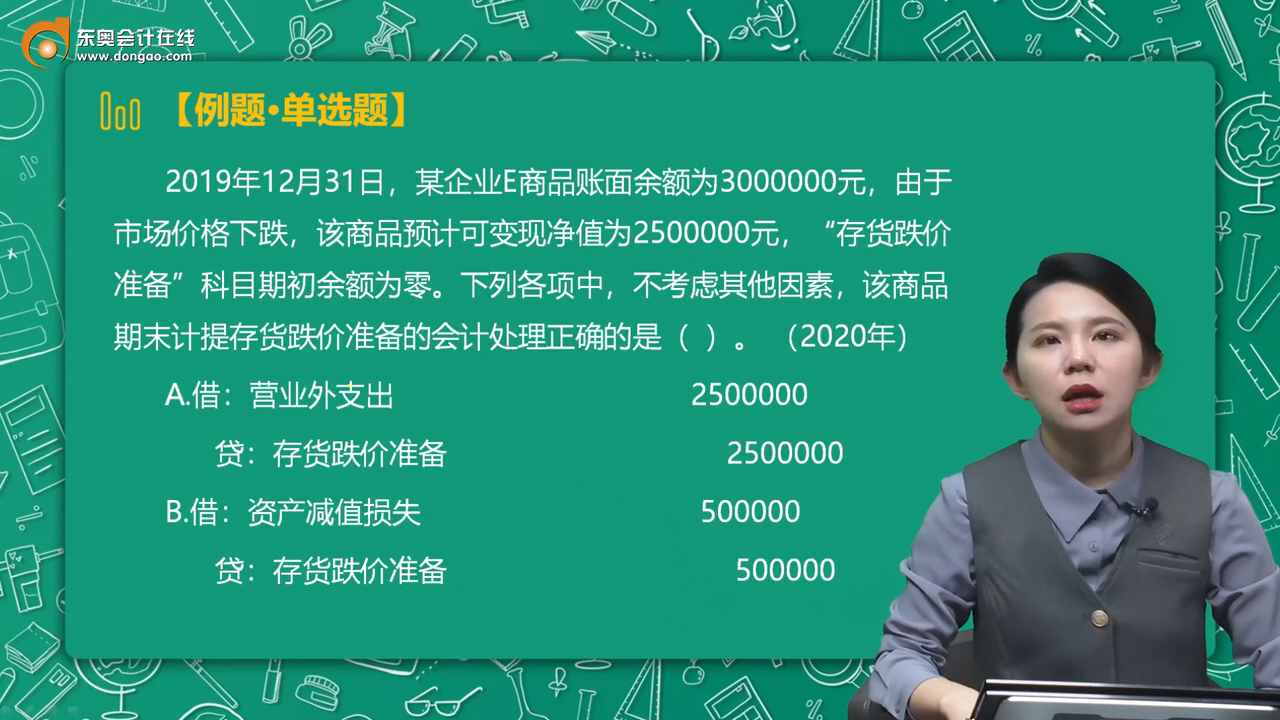 东奥会计在线
www.dongao.com
【例题•单选题】
2019年12月31日，某企业E商品账面余额为3000000元，由于
市场价格下跌，该商品预计可变现净值为2500000元，“存货跌价
准备”科目期初余额为零。下列各项中，不考虑其他因素，该商品
期末计提存货跌价准备的会计处理正确的是（ ）。 （2020年）
A.借：营业外支出 2500000
贷：存货跌价准备 2500000
B.借：资产减值损失 500000
贷：存货跌价准备 500000